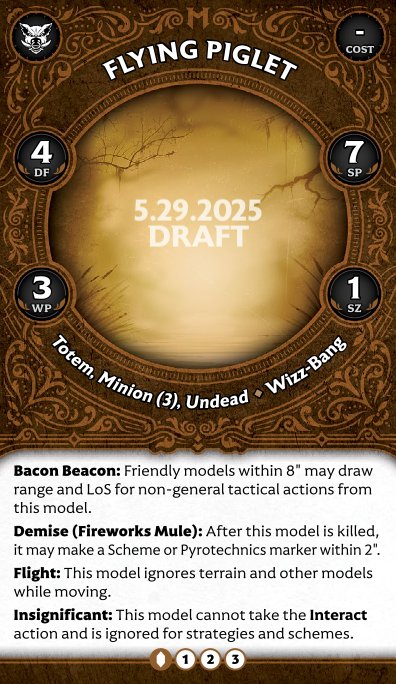 -
COST
FLYING PIGLET
4
DF
7
SP
5.29.2025
DRAFT
3
WP
1
SZ
Totem, Minion (3), Undead ♦ Wizz-Bang
Bacon Beacon: Friendly models within 8" may draw
range and LoS for non-general tactical actions from
this model.
Demise (Fireworks Mule): After this model is killed,
it may make a Scheme or Pyrotechnics marker within 2".
Flight: This model ignores terrain and other models
while moving.
Insignificant: This model cannot take the Interact
action and is ignored for strategies and schemes.
1 2 3